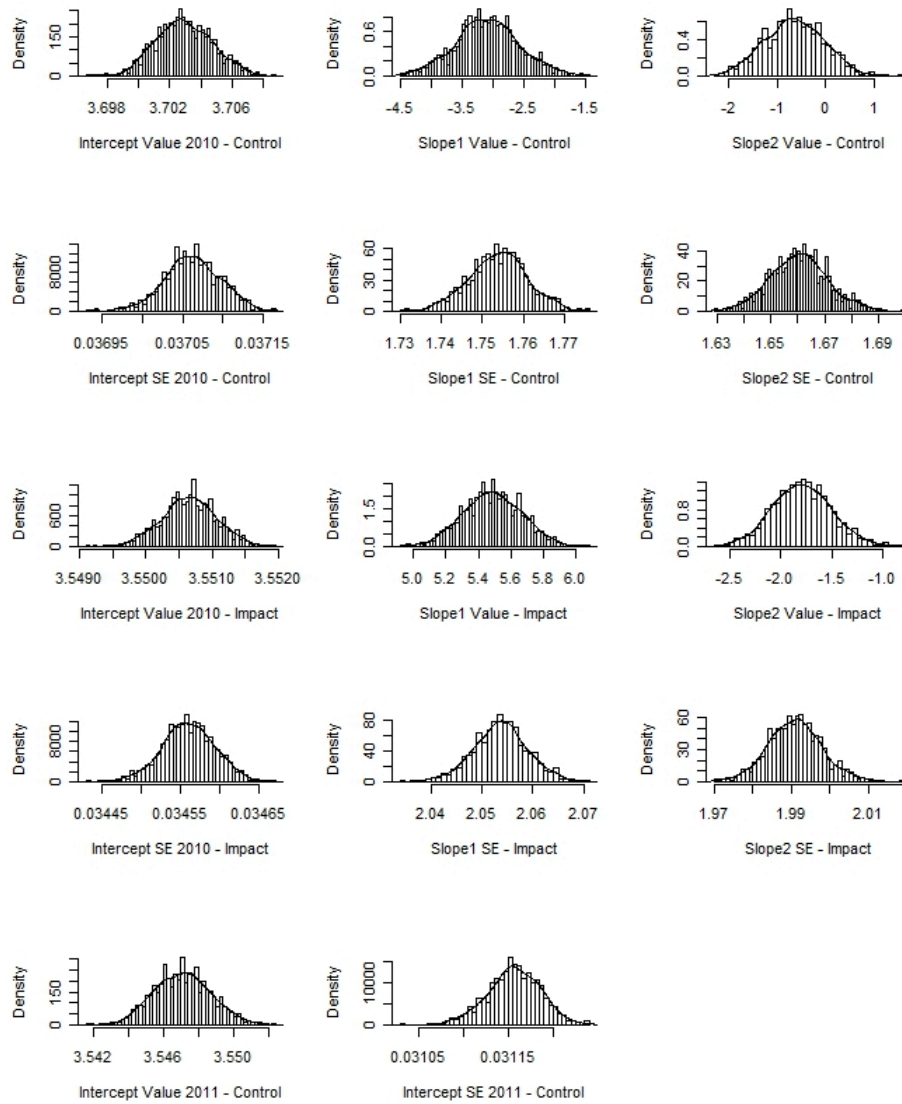 Density
150
0
3.698 3.702 3.706
Intercept Value 2010 - Control
Density
0.6
0.0
-4.5 -3.5 -2.5 -1.5
Slope1 Value - Control
Density
0.4
0.0
-2 -1 0 1
Slope2 Value - Control
Density
8000
0
0.03695 0.03705 0.03715
Intercept SE 2010 - Control
Density
60
30
0
1.73 1.74 1.75 1.76 1.77
Slope1 SE - Control
Density
40
20
0
1.63 1.65 1.67 1.69
Slope2 SE - Control
Density
600
0
3.5490 3.5500 3.5510 3.5520
Intercept Value 2010 - Impact
Density
1.5
0.0
5.0 5.2 5.4 5.6 5.8 6.0
Slope1 Value - Impact
Density
0.8
0.0
-2.5 -2.0 -1.5 -1.0
Slope2 Value - Impact
Density
8000
0
0.03445 0.03455 0.03465
Intercept SE 2010 - Impact
Density
80
40
0
2.04 2.05 2.06 2.07
Slope1 SE - Impact
Density
60
30
0
1.97 1.99 2.01
Slope2 SE - Impact
Density
150
0
3.542 3.546 3.550
Intercept Value 2011 - Control
Density
10000
0
0.03105 0.03115
Intercept SE 2011 - Control